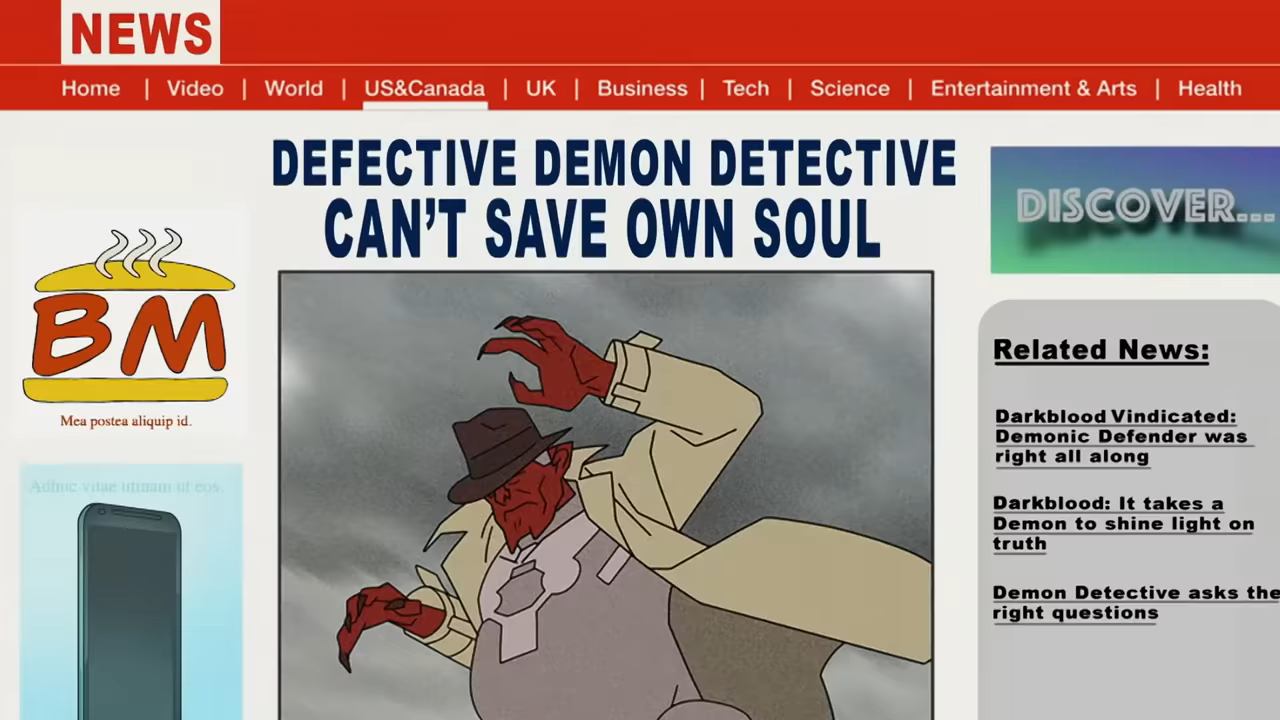 NEWS
Home | Video | World | US&Canada | UK | Business | Tech | Science | Entertainment & Arts | Health
DEFECTIVE DEMON DETECTIVE
CAN'T SAVE OWN SOUL
BM
Mea postea aliquip id.
Adhuc vitae utinam ut eos.
DISCOVER...
Related News:
Darkblood Vindicated:
Demonic Defender was
right all along
Darkblood: It takes a
Demon to shine light on
truth
Demon Detective asks the
right questions